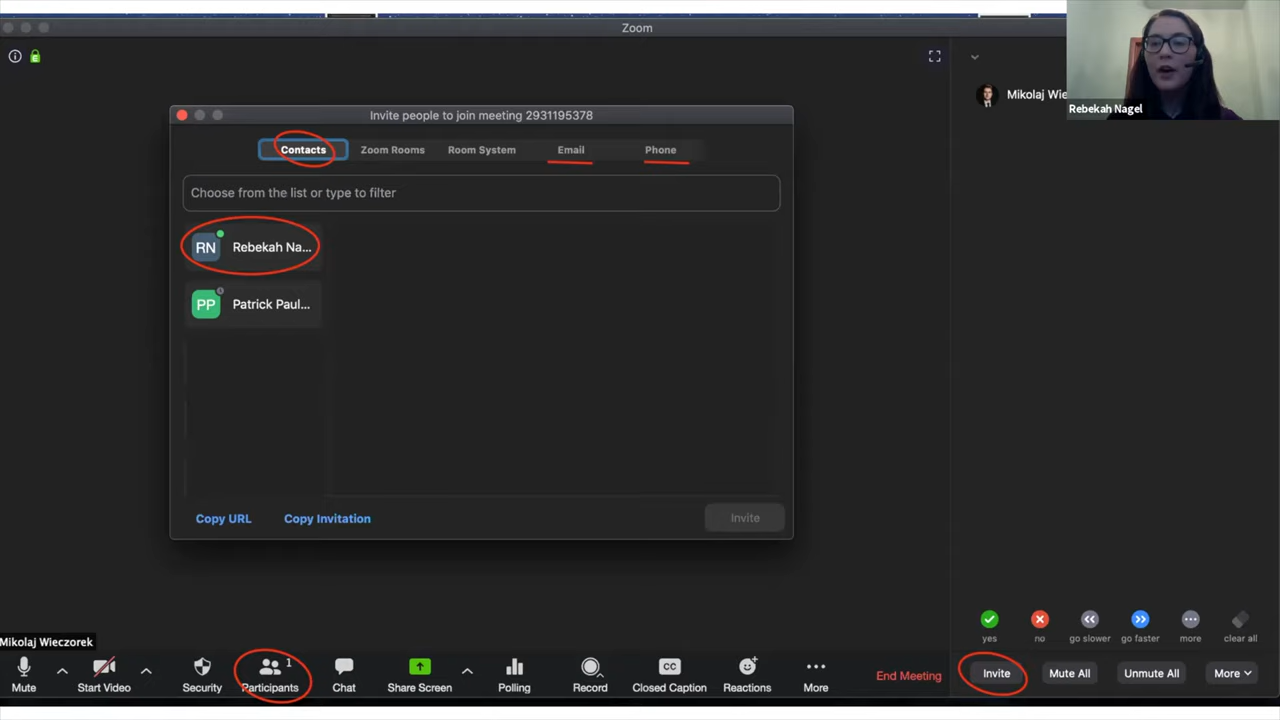 Zoom
Mikolaj Wie
Rebekah Nagel
Invite people to join meeting 2931195378
Contacts
Zoom Rooms
Room System
Email
Phone
Choose from the list or type to filter
RN
Rebekah Na...
PP
Patrick Paul...
Copy URL
Copy Invitation
Invite
yes
no
go slower
go faster
more
clear all
Mikolaj Wieczorek
Mute
Start Video
Security
1
Participants
Chat
Share Screen
Polling
Record
CC
Closed Caption
Reactions
More
End Meeting
Invite
Mute All
Unmute All
More